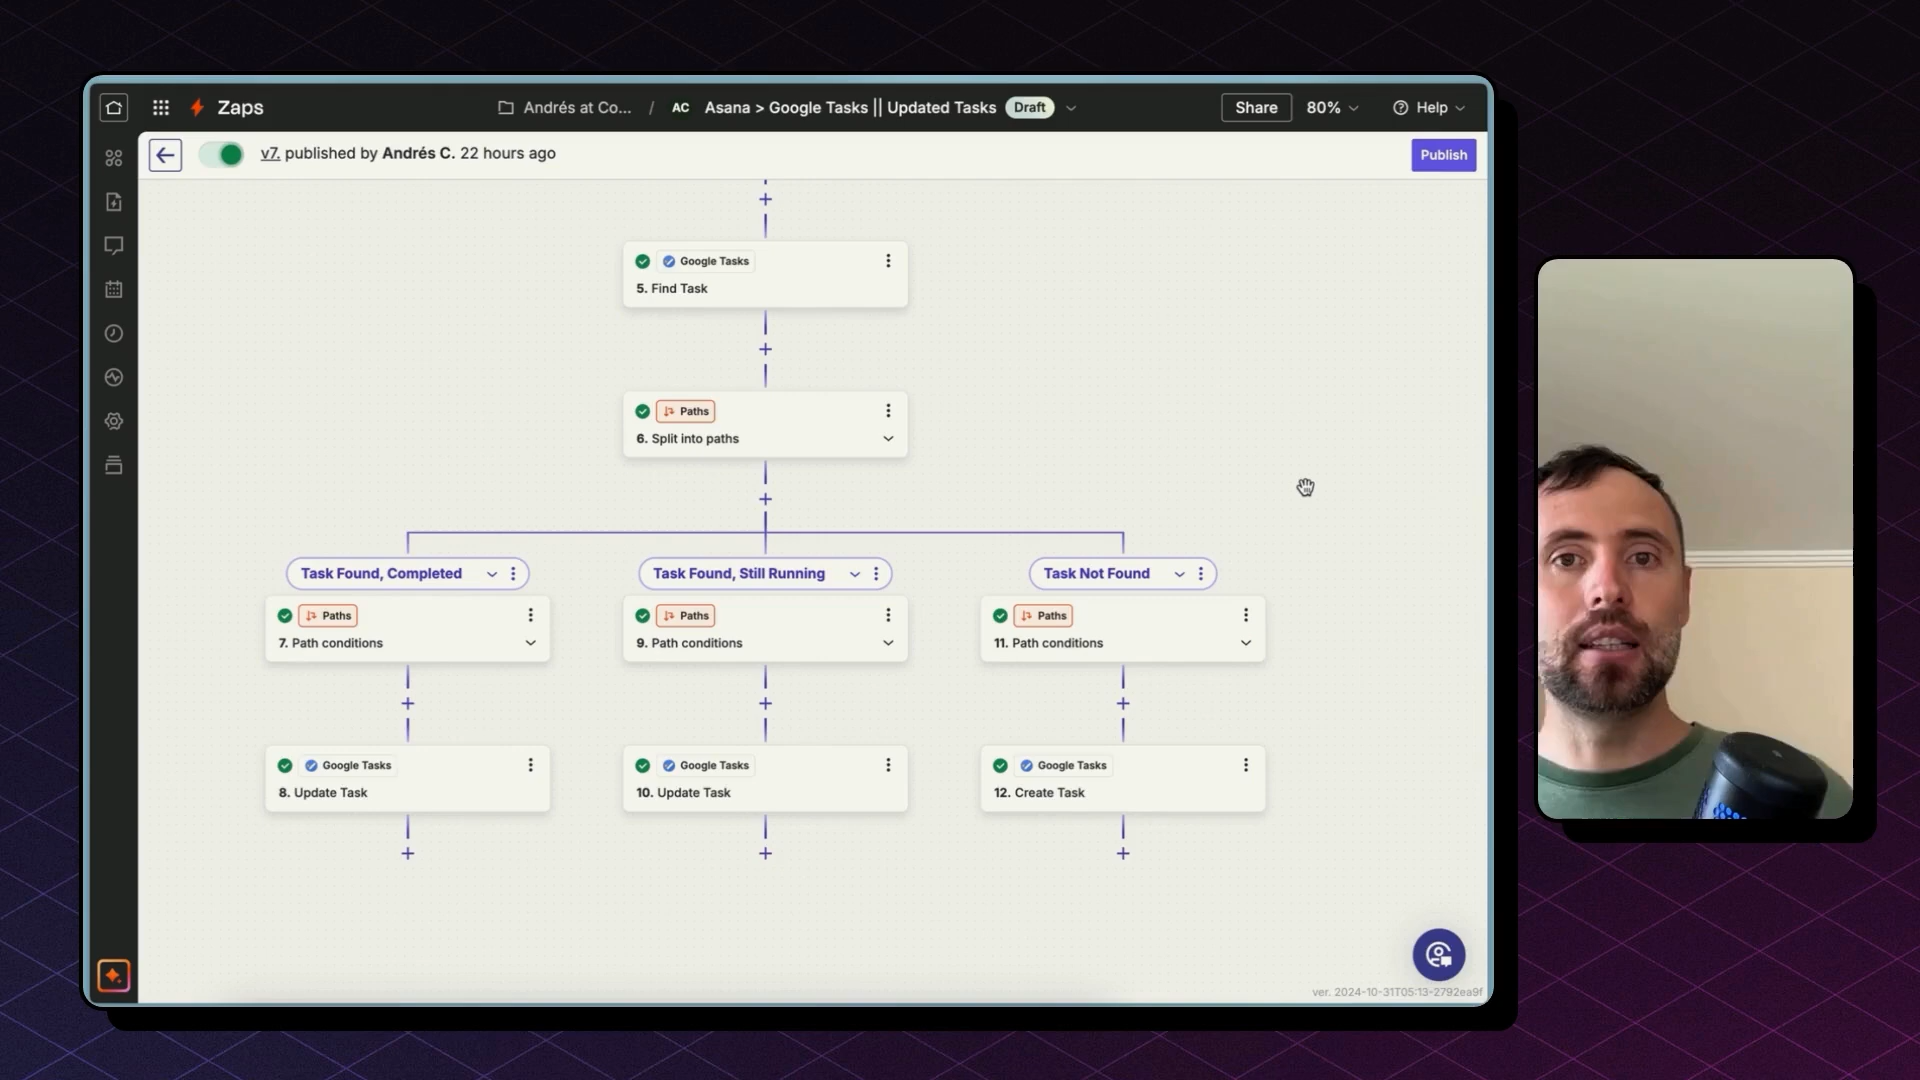 Zaps
Andrés at Co... / AC Asana > Google Tasks || Updated Tasks Draft
Share 80% Help
v7. published by Andrés C. 22 hours ago
Publish
Google Tasks
5. Find Task
Paths
6. Split into paths
Task Found, Completed
Task Found, Still Running
Task Not Found
Paths
7. Path conditions
Paths
9. Path conditions
Paths
11. Path conditions
Google Tasks
8. Update Task
Google Tasks
10. Update Task
Google Tasks
12. Create Task
ver. 2024-10-31T05:13-2792ea9f